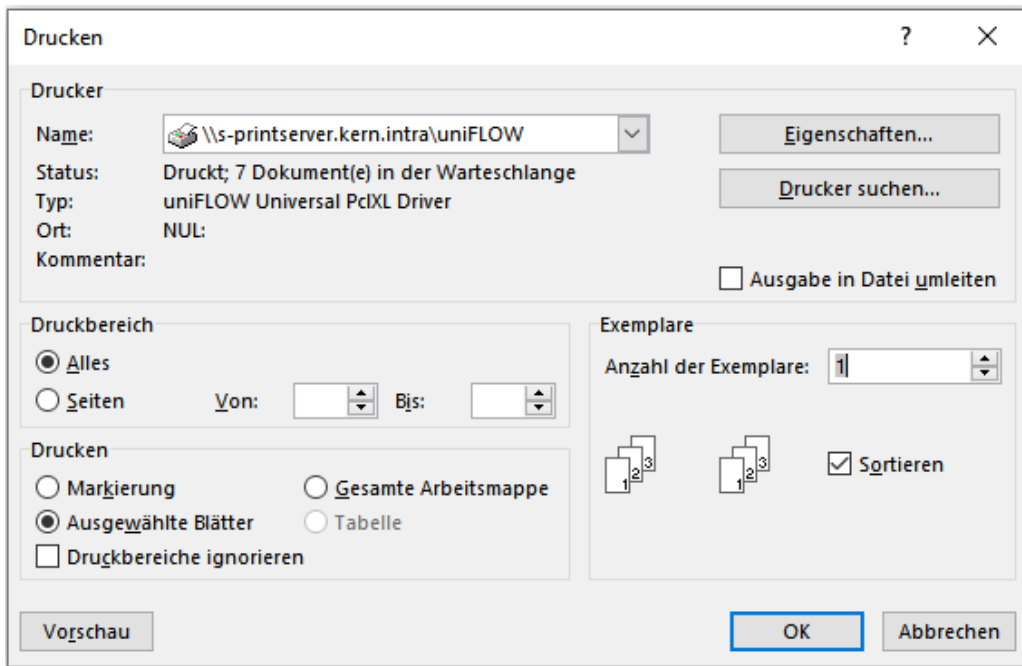 Drucken
Drucker
Name: \\s-printserver.kern.intra\uniFLOW Eigenschaften...
Status: Druckt; 7 Dokument(e) in der Warteschlange
Typ: uniFLOW Universal PclXL Driver Drucker suchen...
Ort: NUL:
Kommentar:
Ausgabe in Datei umleiten
Druckbereich
Alles
Seiten Von: Bis:
Exemplare
Anzahl der Exemplare: 1
1 2 3 1 2 3 Sortieren
Drucken
Markierung Gesamte Arbeitsmappe
Ausgewählte Blätter Tabelle
Druckbereiche ignorieren
Vorschau OK Abbrechen